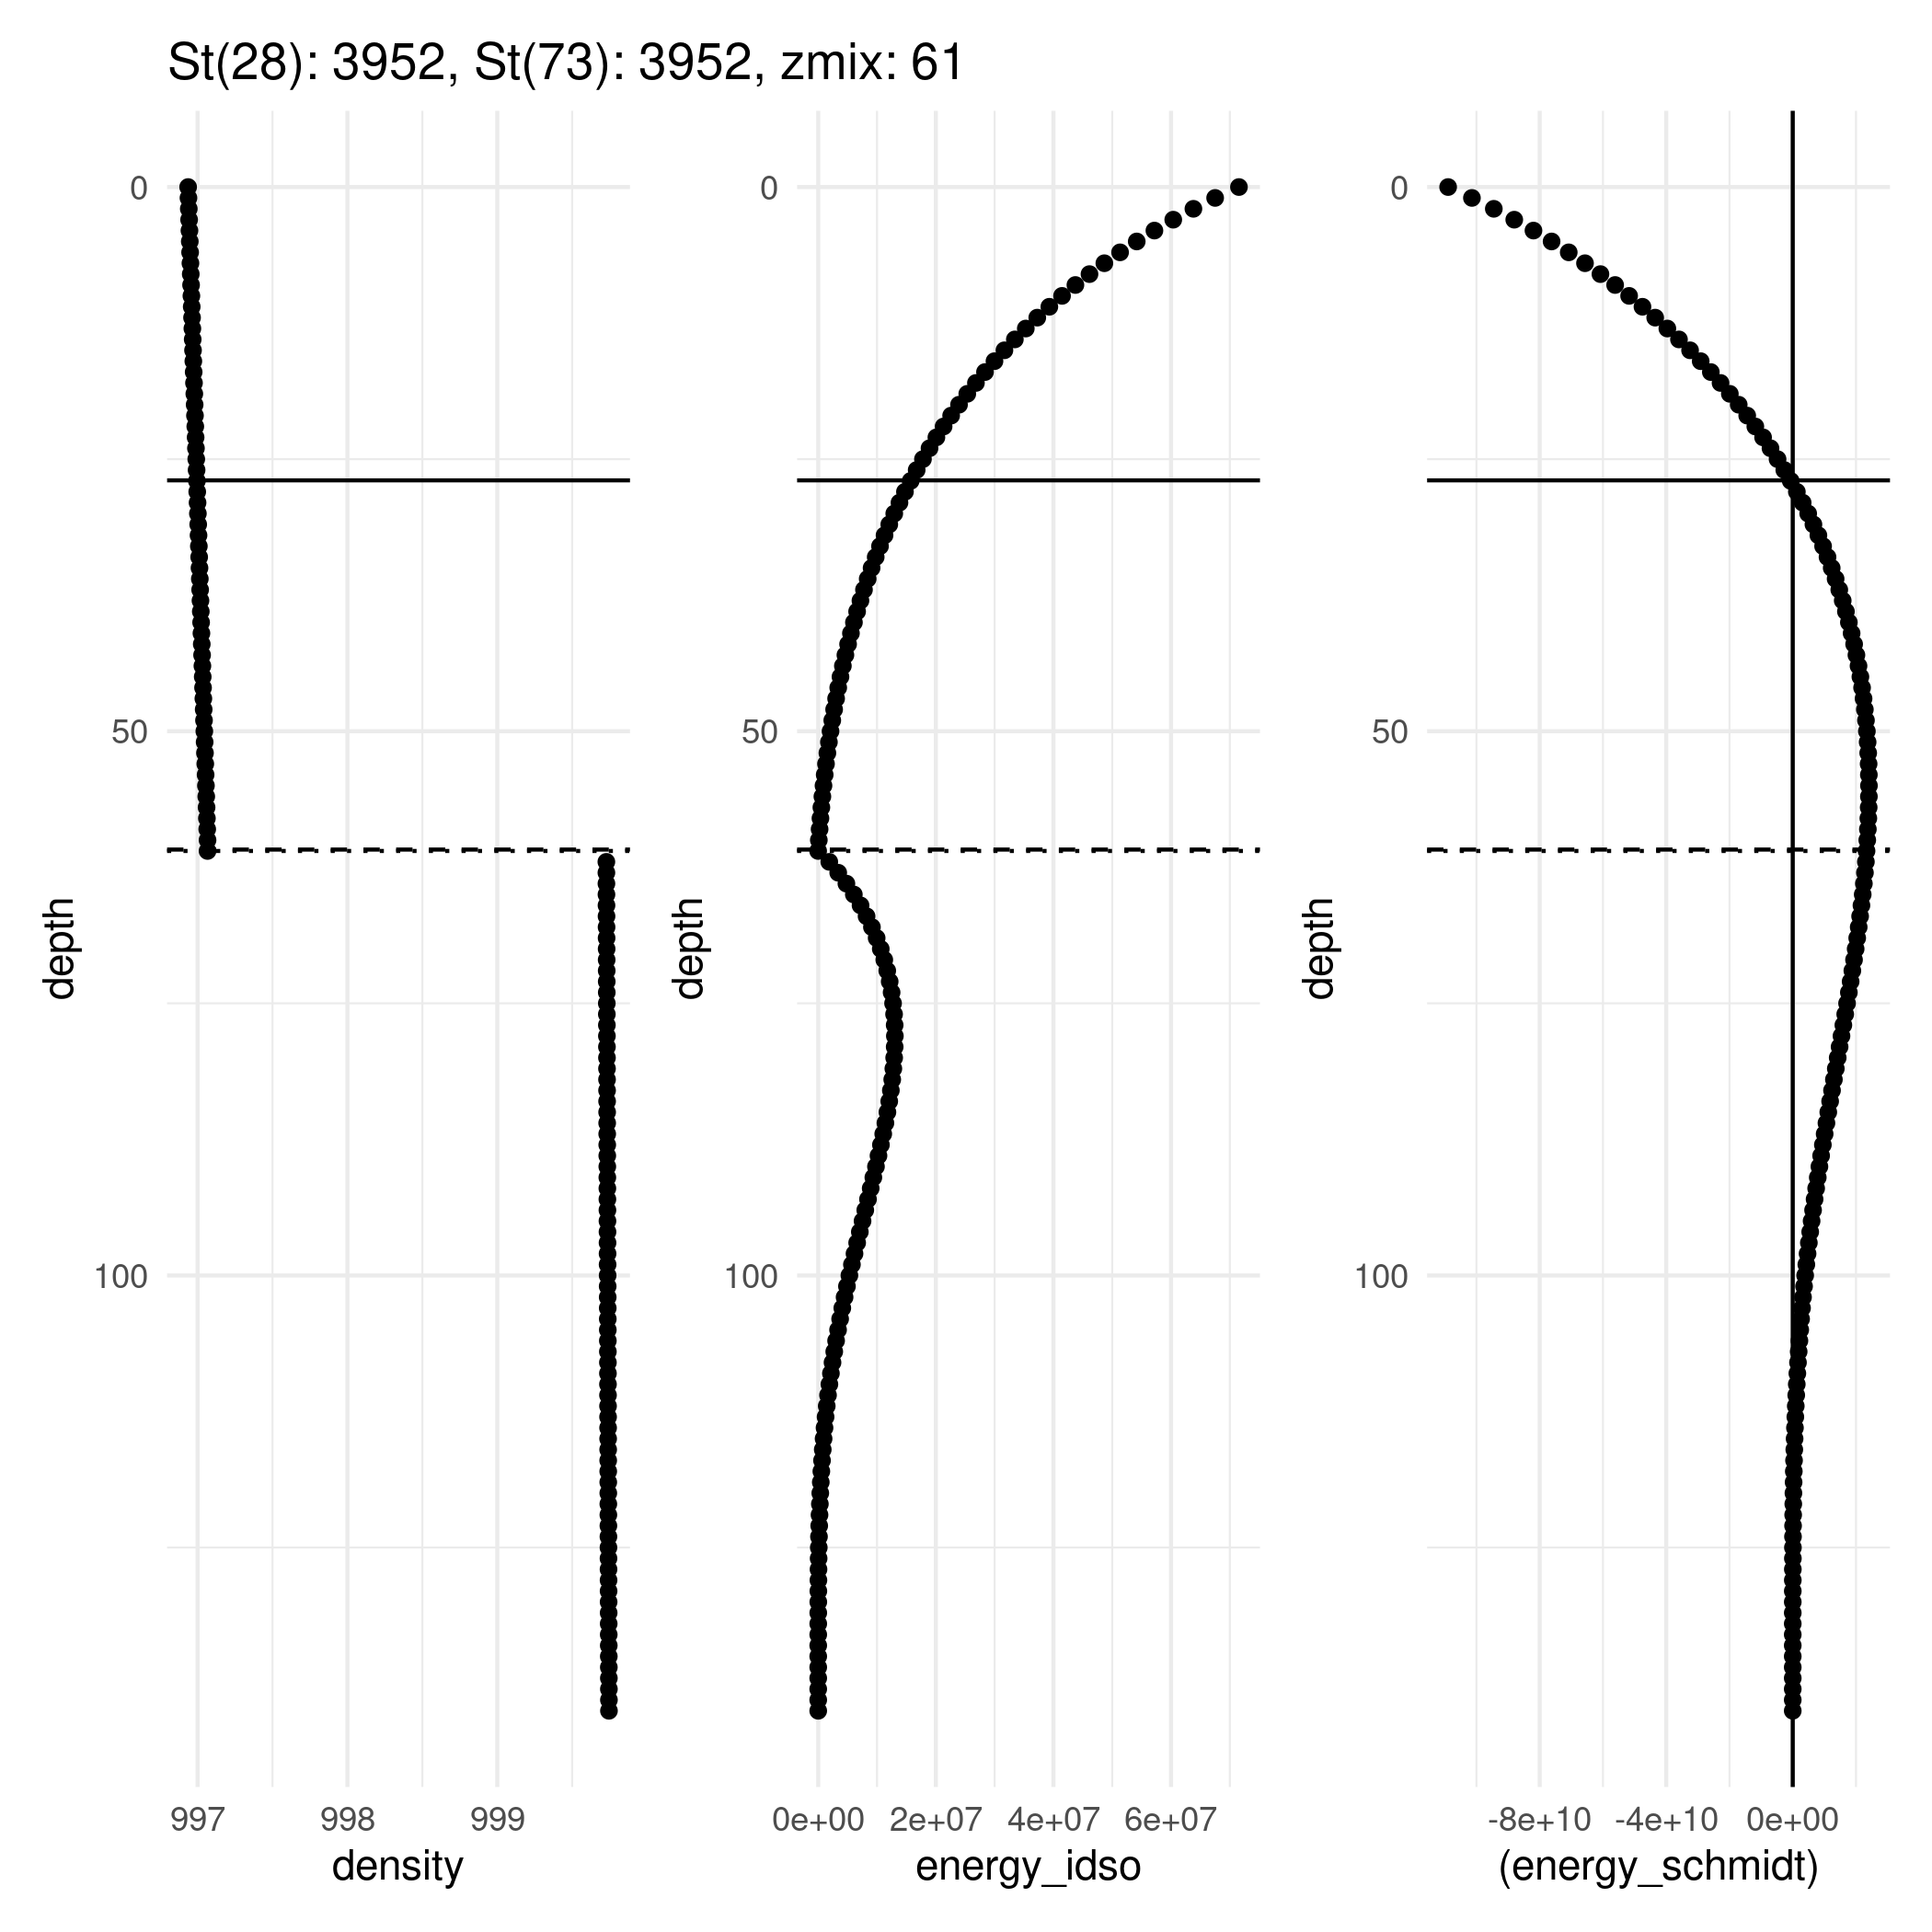 St(28): 3952, St(73): 3952, zmix: 61
0
50
100
depth
997 998 999
density
0
50
100
depth
0e+00 2e+07 4e+07 6e+07
energy_idso
0
50
100
depth
-8e+10 -4e+10 0e+00
(energy_schmidt)